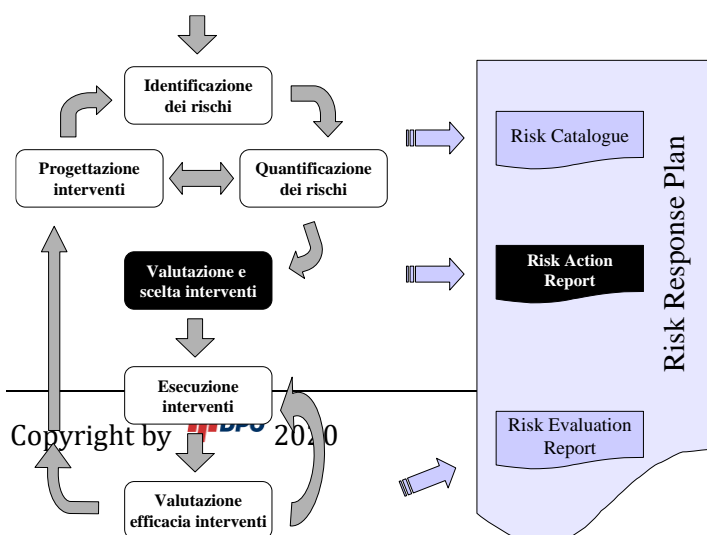 Identificazione
dei rischi
Progettazione
interventi
Quantificazione
dei rischi
Valutazione e
scelta interventi
Esecuzione
interventi
Valutazione
efficacia interventi
Risk Catalogue
Risk Action
Report
Risk Evaluation
Report
Risk Response Plan
Copyright by 2020